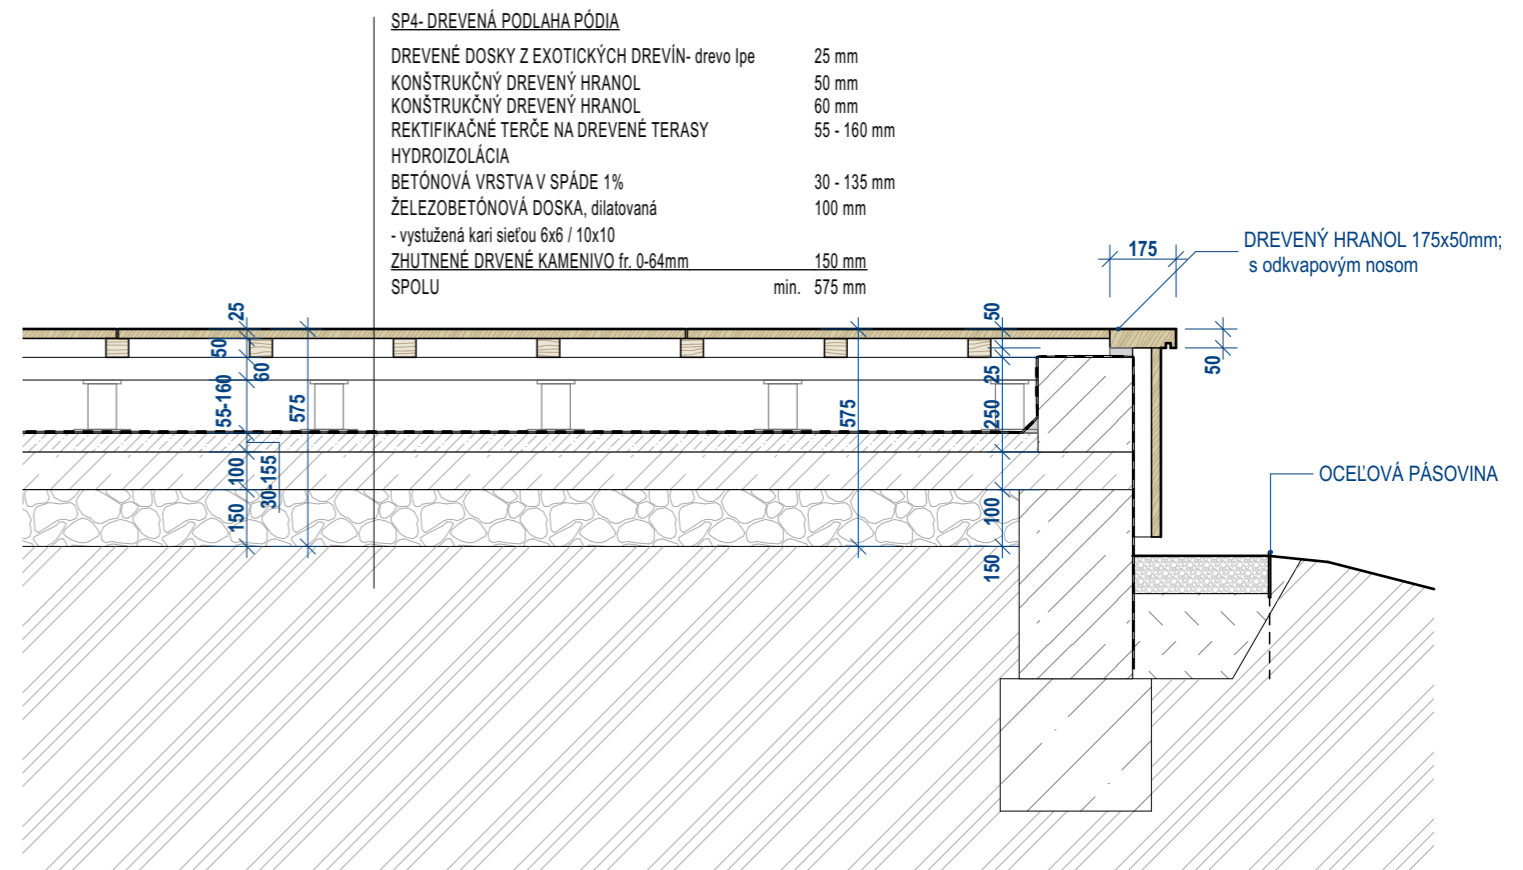 SP4- DREVENÁ PODLAHA PÓDIA
DREVENÉ DOSKY Z EXOTICKÝCH DREVÍN- drevo Ipe 25 mm
KONŠTRUKČNÝ DREVENÝ HRANOL 50 mm
KONŠTRUKČNÝ DREVENÝ HRANOL 60 mm
REKTIFIKAČNÉ TERČE NA DREVENÉ TERASY 55 - 160 mm
HYDROIZOLÁCIA
BETÓNOVÁ VRSTVA V SPÁDE 1% 30 - 135 mm
ŽELEZOBETÓNOVÁ DOSKA, dilatovaná 100 mm
- vystužená kari sieťou 6x6 / 10x10
ZHUTNENÉ DRVENÉ KAMENIVO fr. 0-64mm 150 mm
SPOLU min. 575 mm
175
DREVENÝ HRANOL 175x50mm;
s odkvapovým nosom
25
50
60
55-160
100
30-155
150
575
575
50
25
250
100
150
50
OCEĽOVÁ PÁSOVINA